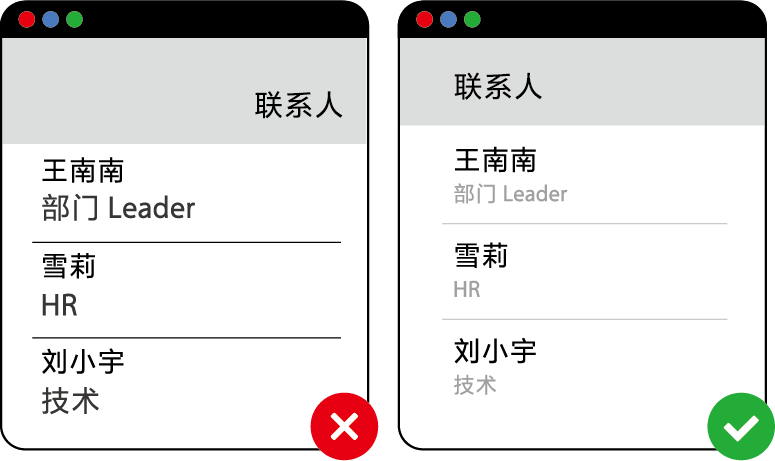 联系人
王南南
部门 Leader
雪莉
HR
刘小宇
技术
联系人
王南南
部门 Leader
雪莉
HR
刘小宇
技术